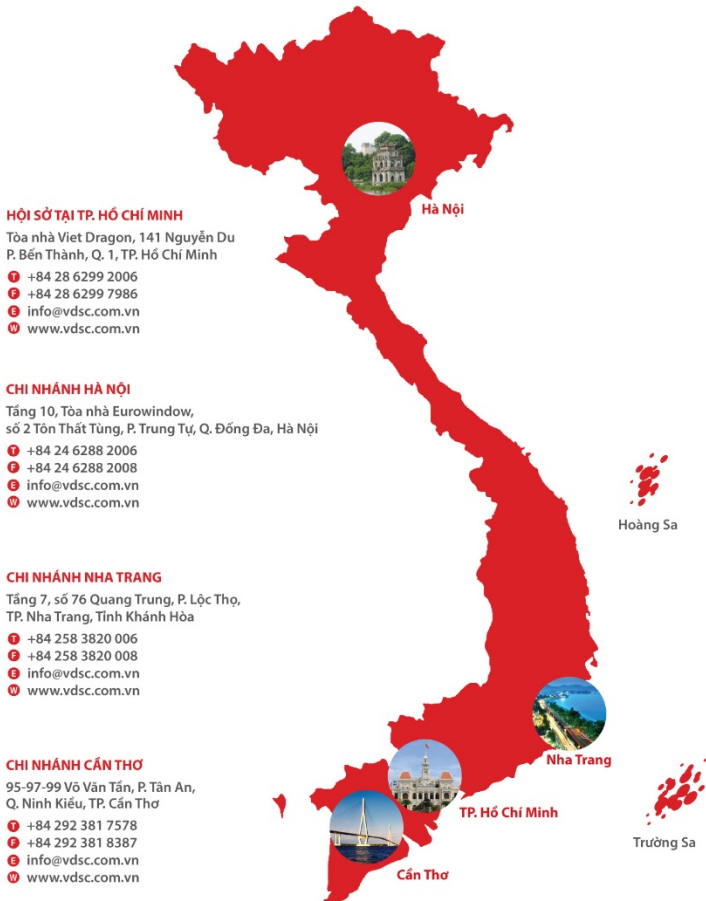 HỘI SỞ TẠI TP. HỒ CHÍ MINH
Tòa nhà Viet Dragon, 141 Nguyễn Du
P. Bến Thành, Q. 1, TP. Hồ Chí Minh
T +84 28 6299 2006
F +84 28 6299 7986
E info@vdsc.com.vn
W www.vdsc.com.vn
CHI NHÁNH HÀ NỘI
Tầng 10, Tòa nhà Eurowindow,
số 2 Tôn Thất Tùng, P. Trung Tự, Q. Đống Đa, Hà Nội
T +84 24 6288 2006
F +84 24 6288 2008
E info@vdsc.com.vn
W www.vdsc.com.vn
CHI NHÁNH NHA TRANG
Tầng 7, số 76 Quang Trung, P. Lộc Thọ,
TP. Nha Trang, Tỉnh Khánh Hòa
T +84 258 3820 006
F +84 258 3820 008
E info@vdsc.com.vn
W www.vdsc.com.vn
CHI NHÁNH CẦN THƠ
95-97-99 Võ Văn Tần, P. Tân An,
Q. Ninh Kiều, TP. Cần Thơ
T +84 292 381 7578
F +84 292 381 8387
E info@vdsc.com.vn
W www.vdsc.com.vn
Hà Nội
Hoàng Sa
Nha Trang
TP. Hồ Chí Minh
Trường Sa
Cần Thơ